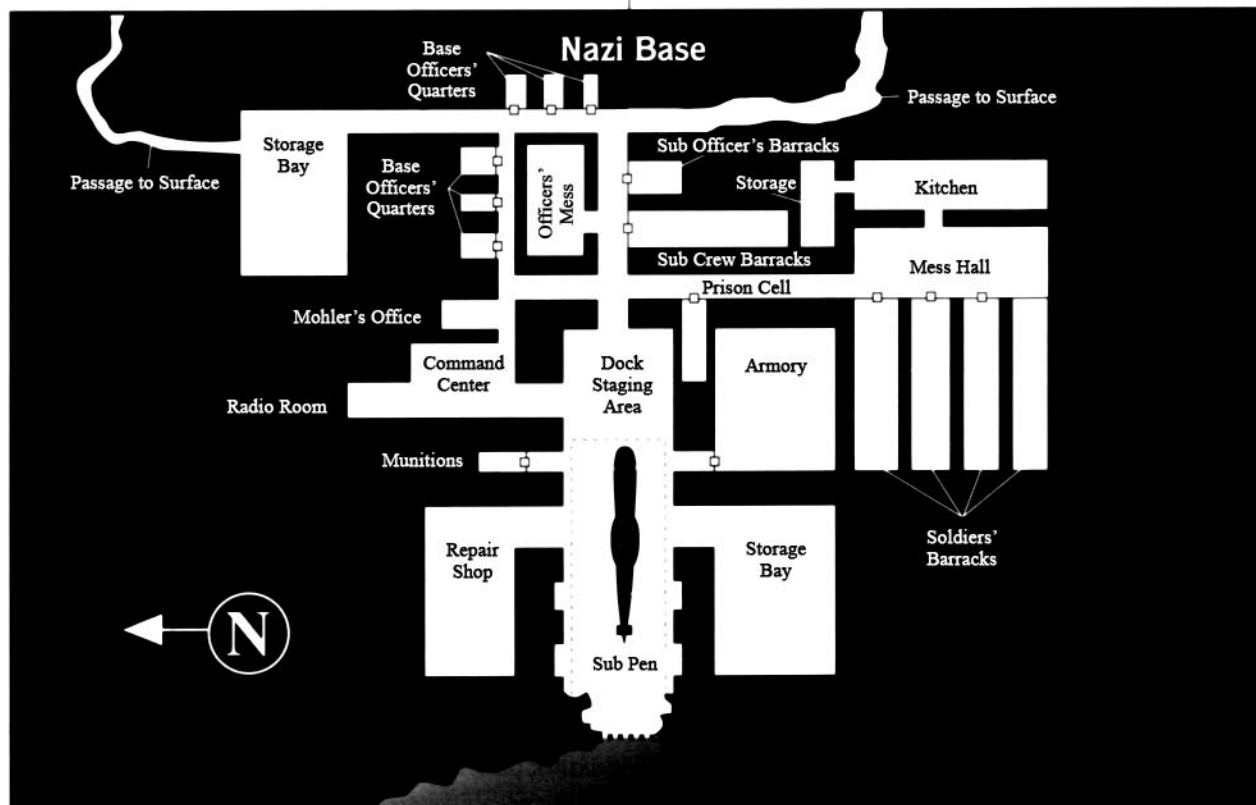 Nazi Base
Base
Officers’
Quarters
Passage to Surface
Storage
Bay
Passage to Surface
Base
Officers’
Quarters
Officers’
Mess
Sub Officer’s Barracks
Storage
Kitchen
Sub Crew Barracks
Mess Hall
Prison Cell
Mohler’s Office
Command
Center
Dock
Staging
Area
Armory
Radio Room
Munitions
Soldiers’
Barracks
Repair
Shop
Storage
Bay
N
Sub Pen